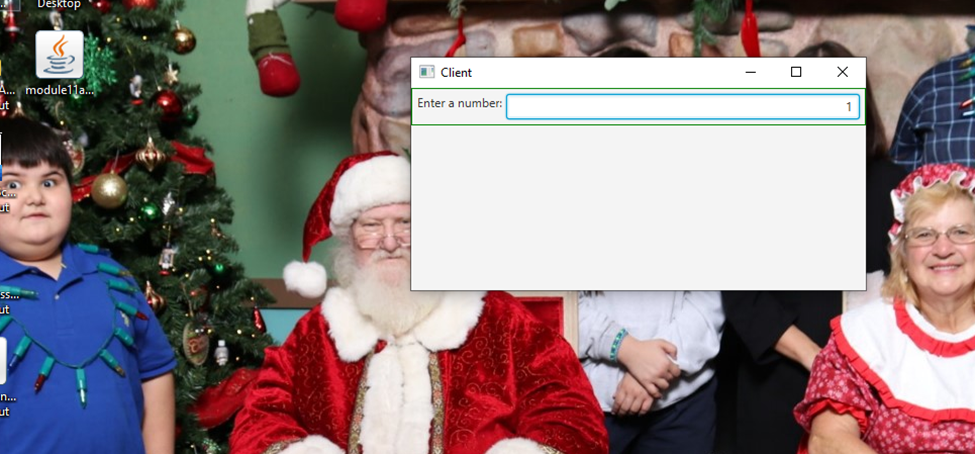 Desktop
module11a...
Client
Enter a number: 1